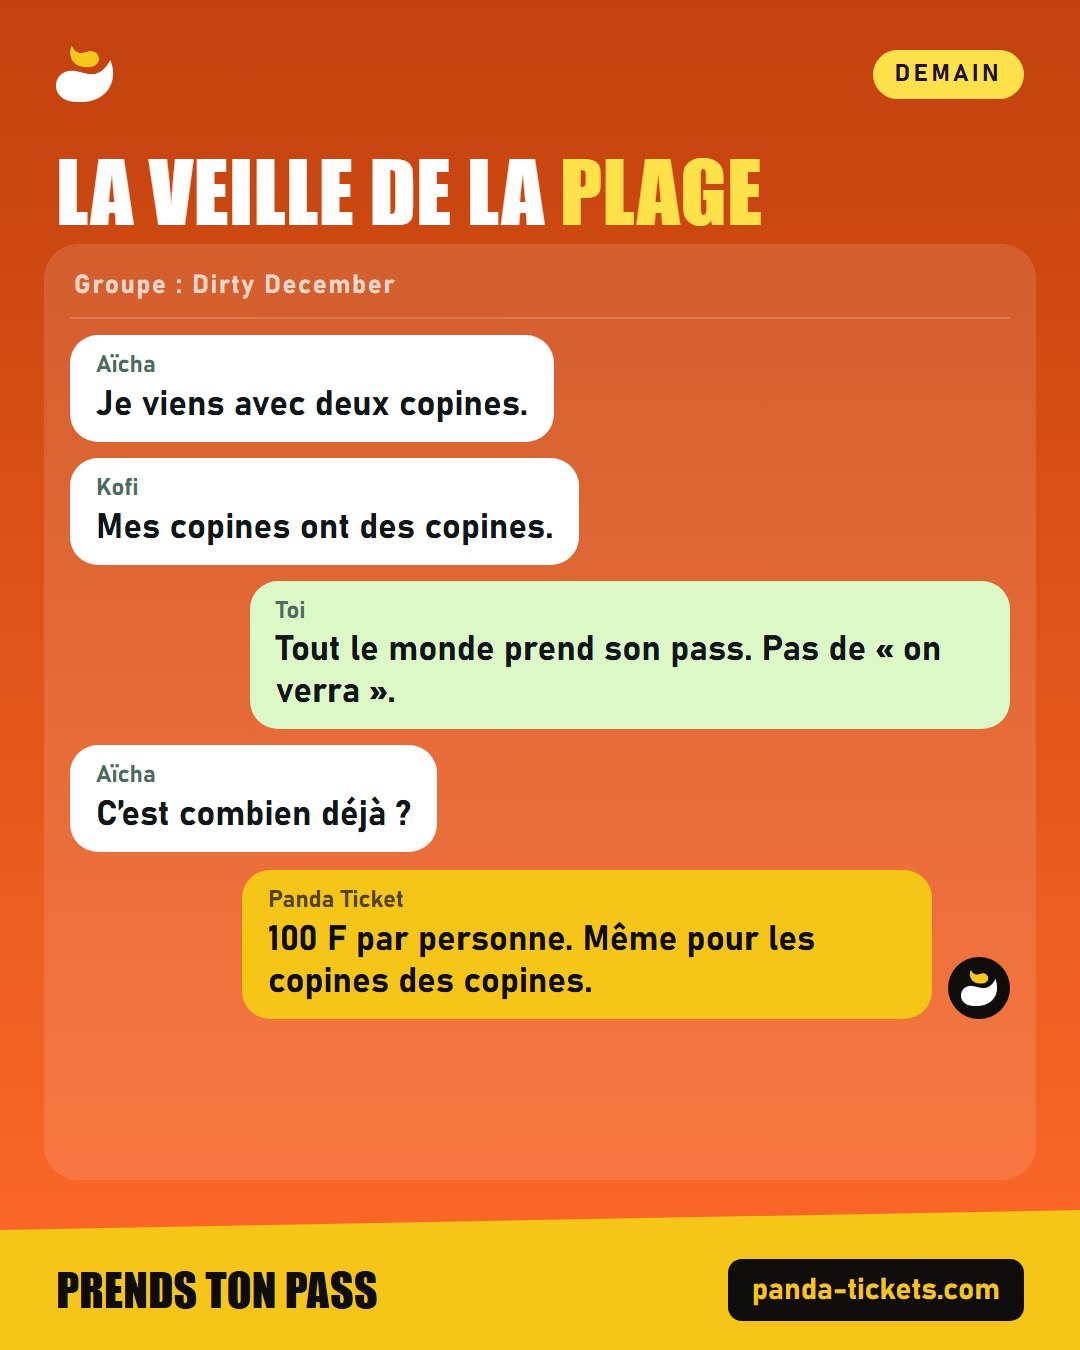 DEMAIN
LA VEILLE DE LA PLAGE
Groupe : Dirty December
Aïcha
Je viens avec deux copines.
Kofi
Mes copines ont des copines.
Toi
Tout le monde prend son pass. Pas de « on
verra ».
Aïcha
C’est combien déjà ?
Panda Ticket
100 F par personne. Même pour les
copines des copines.
PRENDS TON PASS
panda-tickets.com